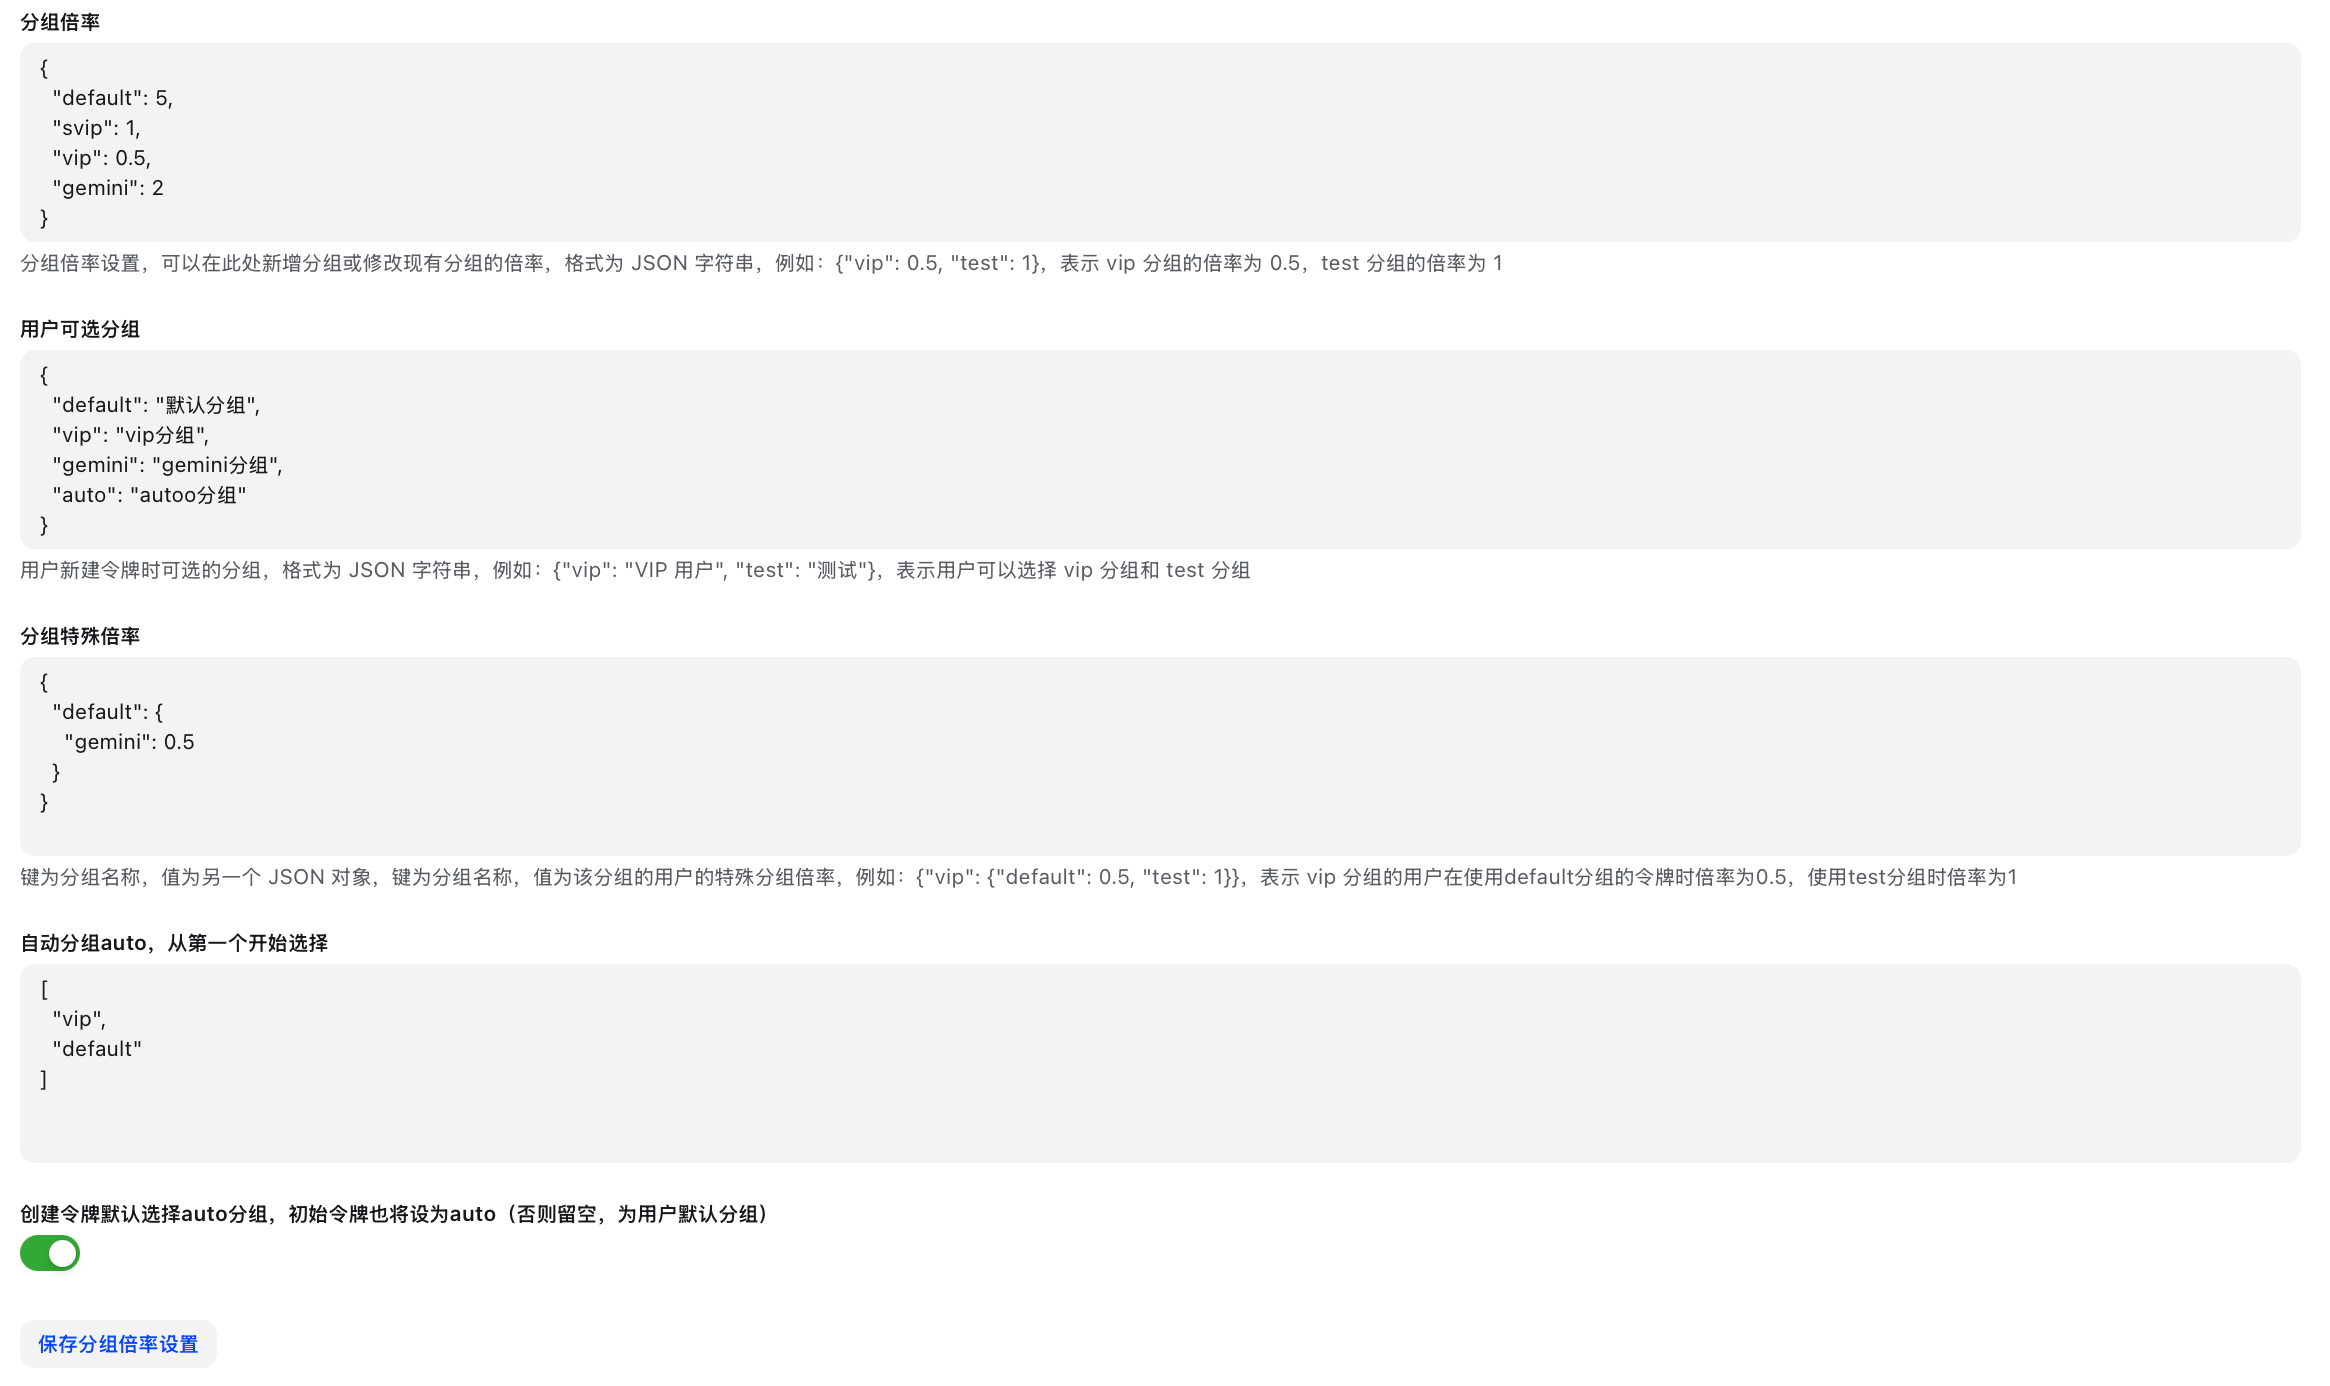 分组倍率
{
"default": 5,
"svip": 1,
"vip": 0.5,
"gemini": 2
}
分组倍率设置，可以在此处新增分组或修改现有分组的倍率，格式为 JSON 字符串，例如：{"vip": 0.5, "test": 1}，表示 vip 分组的倍率为 0.5，test 分组的倍率为 1
用户可选分组
{
"default": "默认分组",
"vip": "vip分组",
"gemini": "gemini分组",
"auto": "autoo分组"
}
用户新建令牌时可选的分组，格式为 JSON 字符串，例如：{"vip": "VIP 用户", "test": "测试"}，表示用户可以选择 vip 分组和 test 分组
分组特殊倍率
{
"default": {
"gemini": 0.5
}
}
键为分组名称，值为另一个 JSON 对象，键为分组名称，值为该分组的用户的特殊分组倍率，例如：{"vip": {"default": 0.5, "test": 1}}，表示 vip 分组的用户在使用default分组的令牌时倍率为0.5，使用test分组时倍率为1
自动分组auto，从第一个开始选择
[
"vip",
"default"
]
创建令牌默认选择auto分组，初始令牌也将设为auto（否则留空，为用户默认分组）
保存分组倍率设置